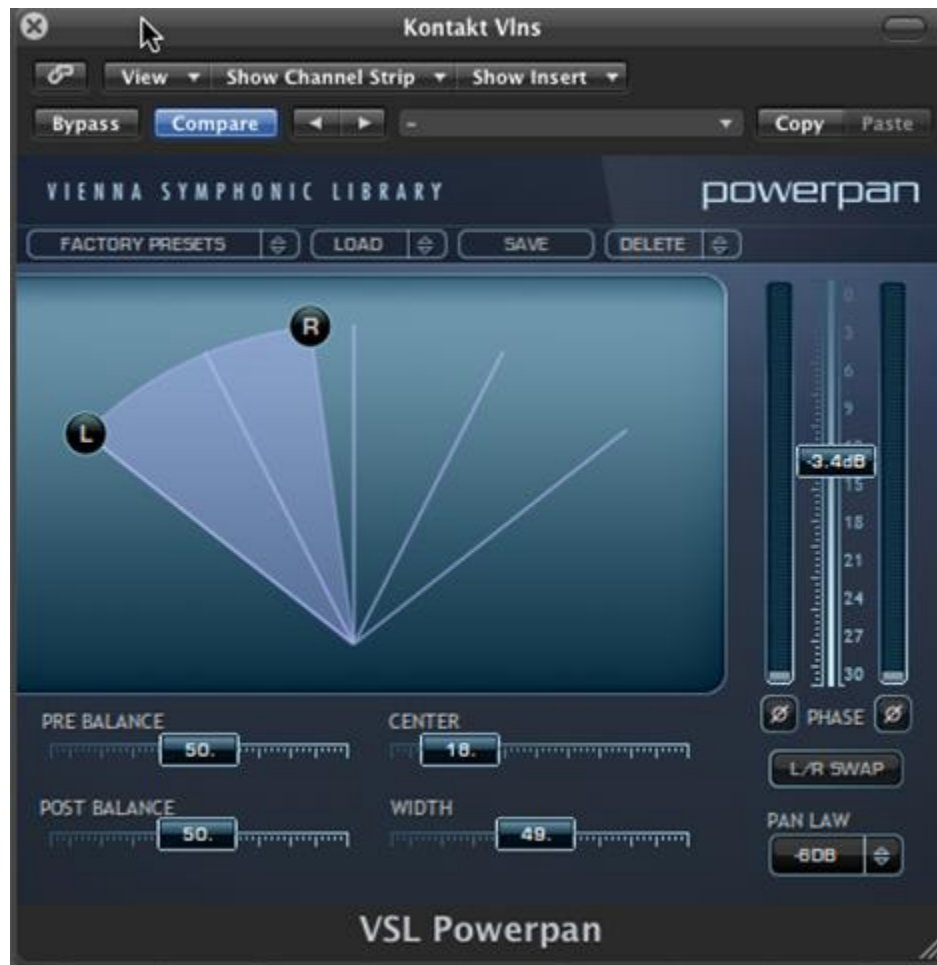 Kontakt Vlns
View Show Channel Strip Show Insert
Bypass Compare - Copy Paste
VIENNA SYMPHONIC LIBRARY powerpan
FACTORY PRESETS LOAD SAVE DELETE
0
3
6
9
-3.4dB
15
18
21
24
27
30
R
L
PRE BALANCE CENTER
50. 18.
POST BALANCE WIDTH
50. 49.
Ø PHASE Ø
L/R SWAP
PAN LAW
-6DB
VSL Powerpan